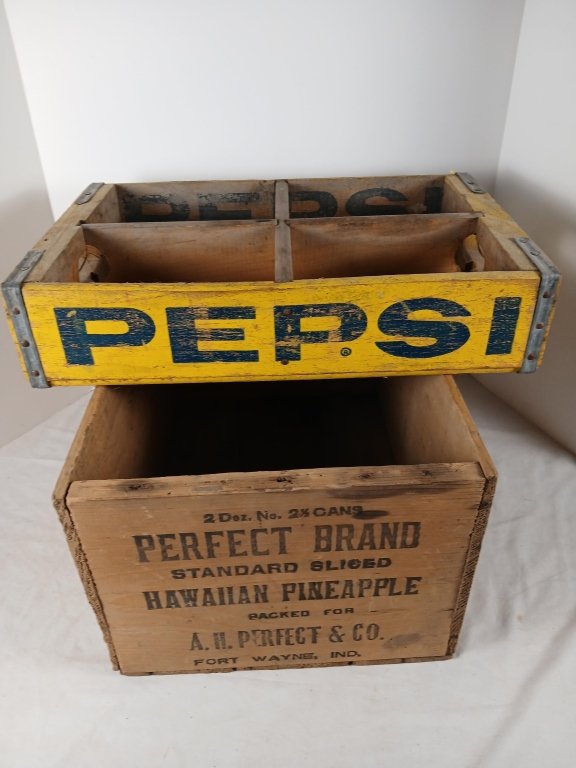 PEPSI
PEPSI ®
2 Doz. No. 2½ CANS
PERFECT BRAND
STANDARD SLICED
HAWAIIAN PINEAPPLE
PACKED FOR
A. H. PERFECT & CO.
FORT WAYNE, IND.